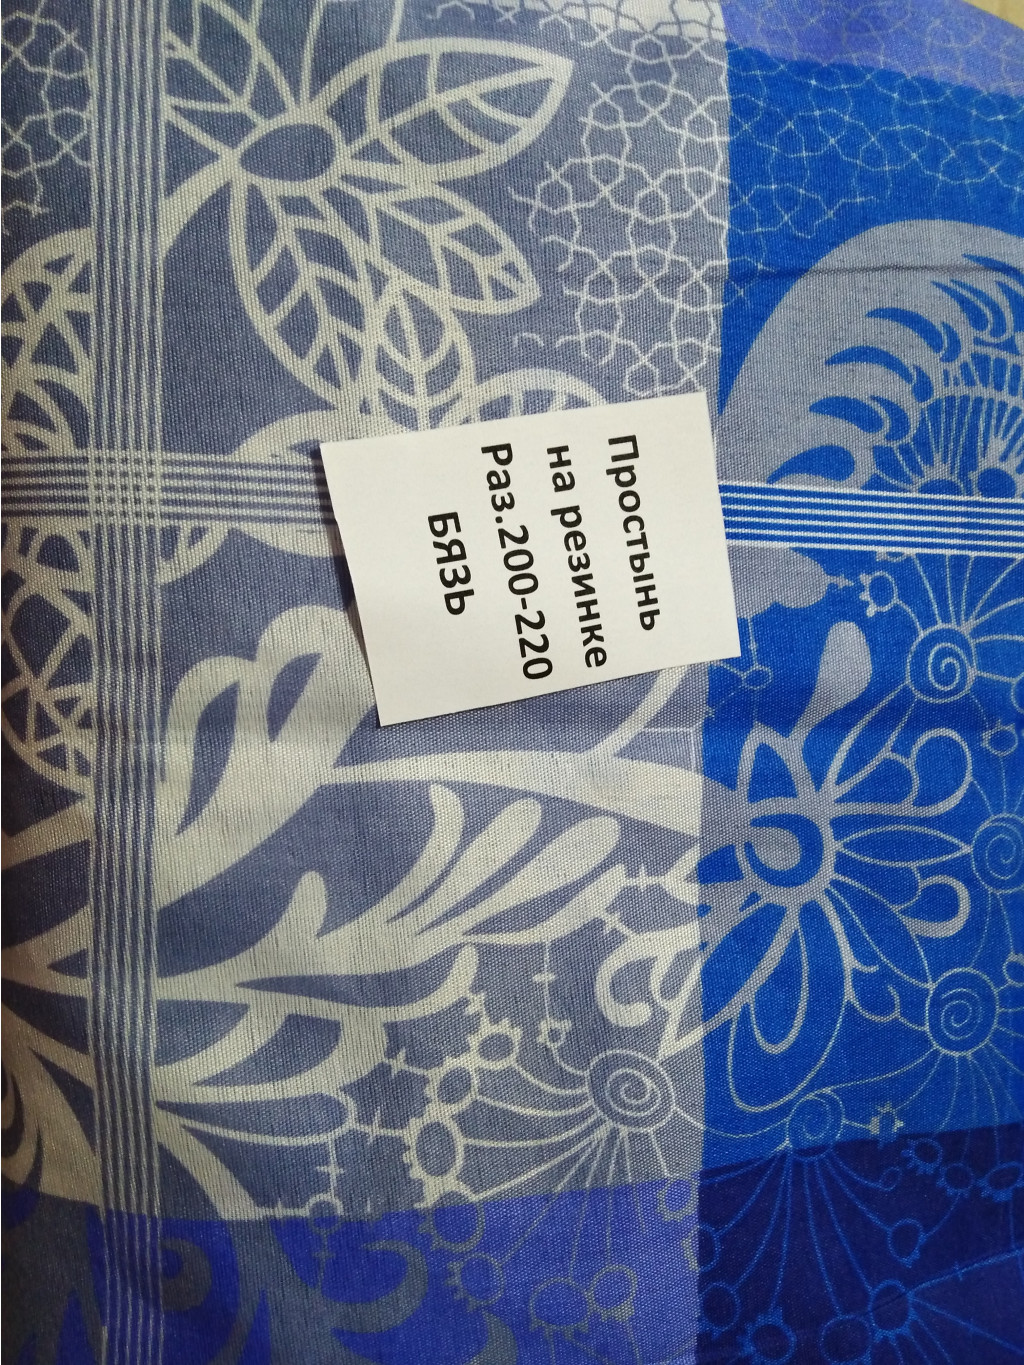 Простынь
на резинке
Раз.200-220
БЯЗЬ